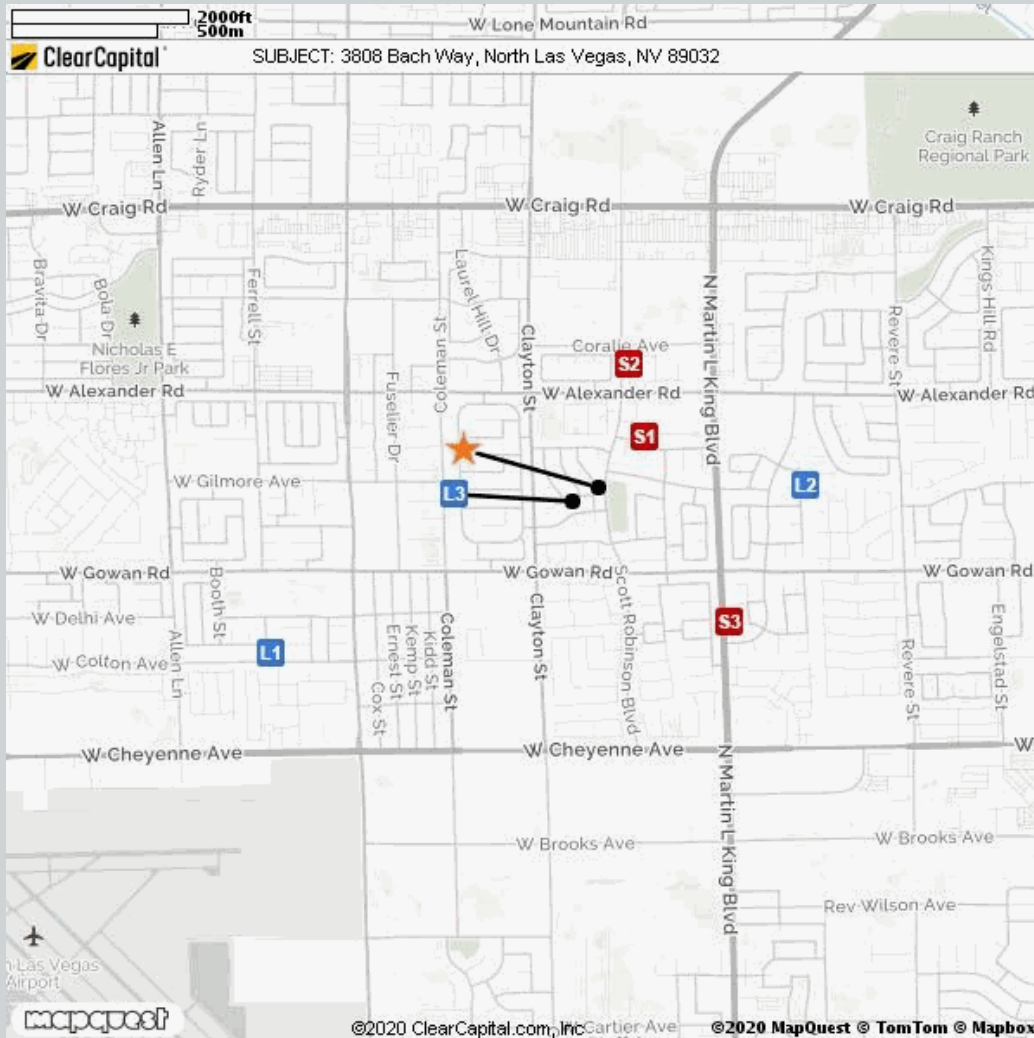 2000ft
500m
W Lone Mountain Rd
ClearCapital
SUBJECT: 3808 Bach Way, North Las Vegas, NV 89032
Allen Ln
Ryder Ln
Craig Ranch
Regional Park
W Craig Rd
W Craig Rd
W Craig Rd
Bravita Dr
Bola Dr
Ferrell St
Laurel Hill Dr
Coleman St
Clayton St
N Martin L King Blvd
Revere St
Kings Hill Rd
Nicholas E
Flores Jr Park
Coralie Ave
S2
W Alexander Rd
W Alexander Rd
W Alexander Rd
Fuselier Dr
S1
W Gilmore Ave
L3
L2
W Gowan Rd
W Gowan Rd
W Gowan Rd
Booth St
W Delhi Ave
S3
Allen Ln
L1
W Colton Ave
Cox St
Ernest St
Kemp St
Kidd St
Coleman St
Clayton St
Scott Robinson Blvd
Revere St
Engelstad St
W Cheyenne Ave
W Cheyenne Ave
W
N Martin L King Blvd
W Brooks Ave
W Brooks Ave
Rev Wilson Ave
Las Vegas
Airport
mapquest
©2020 ClearCapital.com, Inc
Cartier Ave
©2020 MapQuest © TomTom © Mapbox